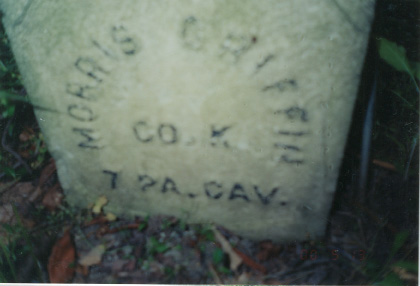 MORRIS GRIFFIN
CO. K
7 PA. CAV.